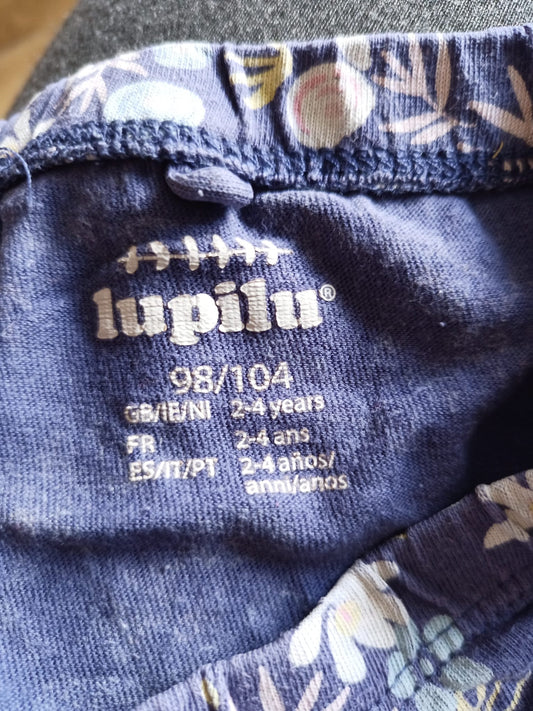 lupilu®
98/104
GB/IE/NI 2-4 years
FR 2-4 ans
ES/IT/PT 2-4 años/
anni/anos